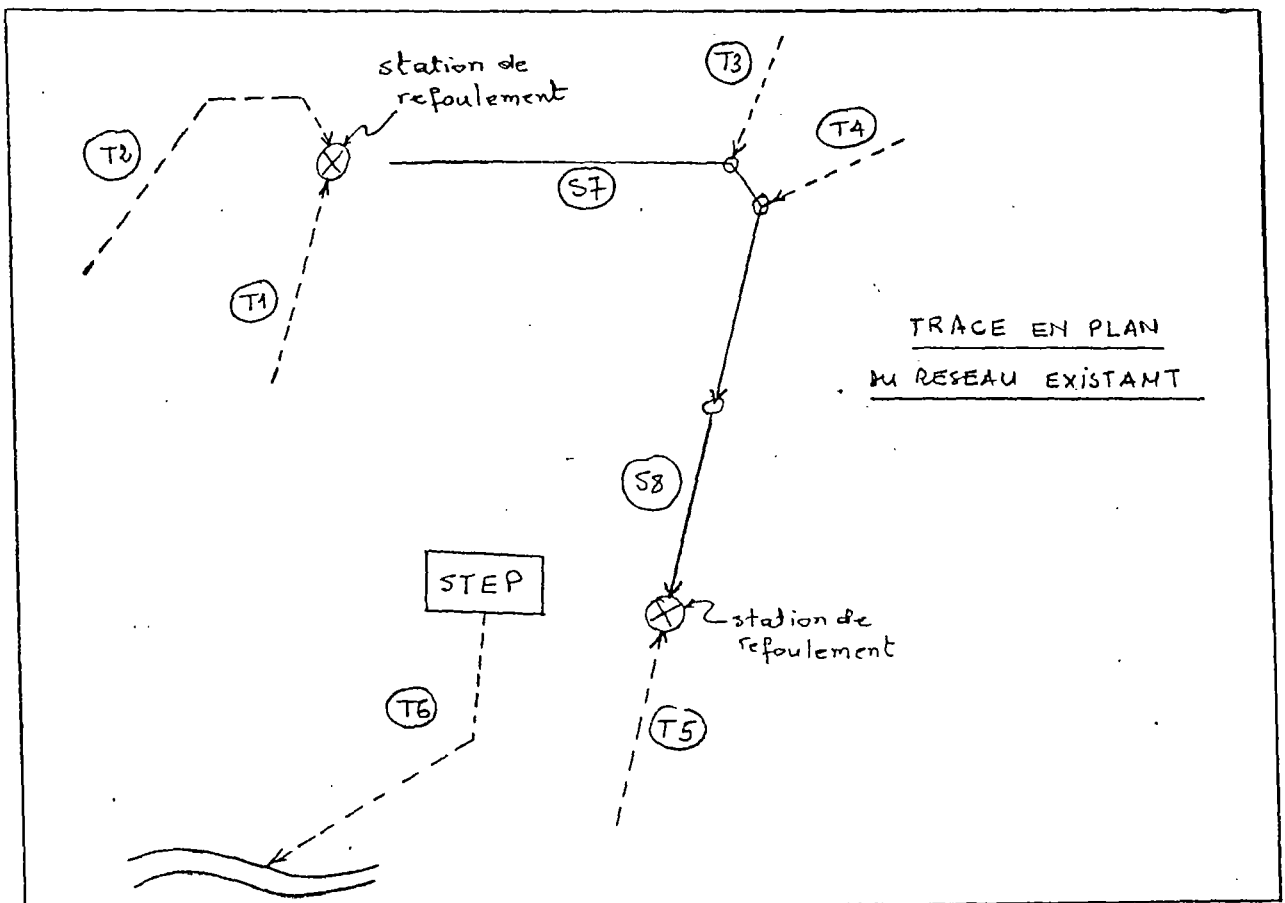 station de
refoulement
T3
T4
T2
S7
T1
TRACE EN PLAN
DU RESEAU EXISTANT
S8
STEP
station de
refoulement
T6
T5